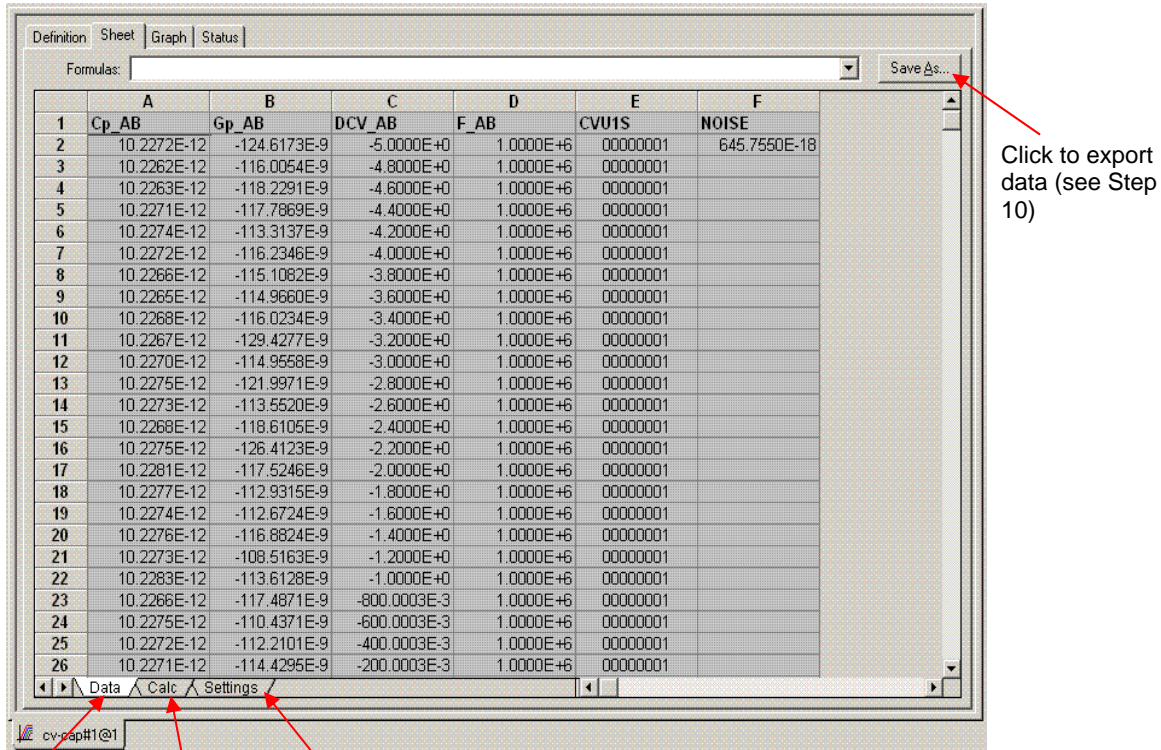 Definition Sheet Graph Status
Formulas: Save As...
A B C D E F
1 Cp_AB Gp_AB DCV_AB F_AB CVU1S NOISE
2 10.2272E-12 -124.6173E-9 -5.0000E+0 1.0000E+6 00000001 645.7550E-18
3 10.2262E-12 -116.0054E-9 -4.8000E+0 1.0000E+6 00000001
4 10.2263E-12 -118.2291E-9 -4.6000E+0 1.0000E+6 00000001
5 10.2271E-12 -117.7869E-9 -4.4000E+0 1.0000E+6 00000001
6 10.2274E-12 -113.3137E-9 -4.2000E+0 1.0000E+6 00000001
7 10.2272E-12 -116.2346E-9 -4.0000E+0 1.0000E+6 00000001
8 10.2266E-12 -115.1082E-9 -3.8000E+0 1.0000E+6 00000001
9 10.2265E-12 -114.9660E-9 -3.6000E+0 1.0000E+6 00000001
10 10.2268E-12 -116.0234E-9 -3.4000E+0 1.0000E+6 00000001
11 10.2267E-12 -129.4277E-9 -3.2000E+0 1.0000E+6 00000001
12 10.2270E-12 -114.9558E-9 -3.0000E+0 1.0000E+6 00000001
13 10.2275E-12 -121.9971E-9 -2.8000E+0 1.0000E+6 00000001
14 10.2273E-12 -113.5520E-9 -2.6000E+0 1.0000E+6 00000001
15 10.2268E-12 -118.6105E-9 -2.4000E+0 1.0000E+6 00000001
16 10.2275E-12 -126.4123E-9 -2.2000E+0 1.0000E+6 00000001
17 10.2281E-12 -117.5246E-9 -2.0000E+0 1.0000E+6 00000001
18 10.2277E-12 -112.9315E-9 -1.8000E+0 1.0000E+6 00000001
19 10.2274E-12 -112.6724E-9 -1.6000E+0 1.0000E+6 00000001
20 10.2276E-12 -116.8824E-9 -1.4000E+0 1.0000E+6 00000001
21 10.2273E-12 -108.5163E-9 -1.2000E+0 1.0000E+6 00000001
22 10.2283E-12 -113.6128E-9 -1.0000E+0 1.0000E+6 00000001
23 10.2266E-12 -117.4871E-9 -800.0003E-3 1.0000E+6 00000001
24 10.2275E-12 -110.4371E-9 -600.0003E-3 1.0000E+6 00000001
25 10.2272E-12 -112.2101E-9 -400.0003E-3 1.0000E+6 00000001
26 10.2271E-12 -114.4295E-9 -200.0003E-3 1.0000E+6 00000001
Data Calc Settings
cv-cap#1@1
Click to export
data (see Step
10)